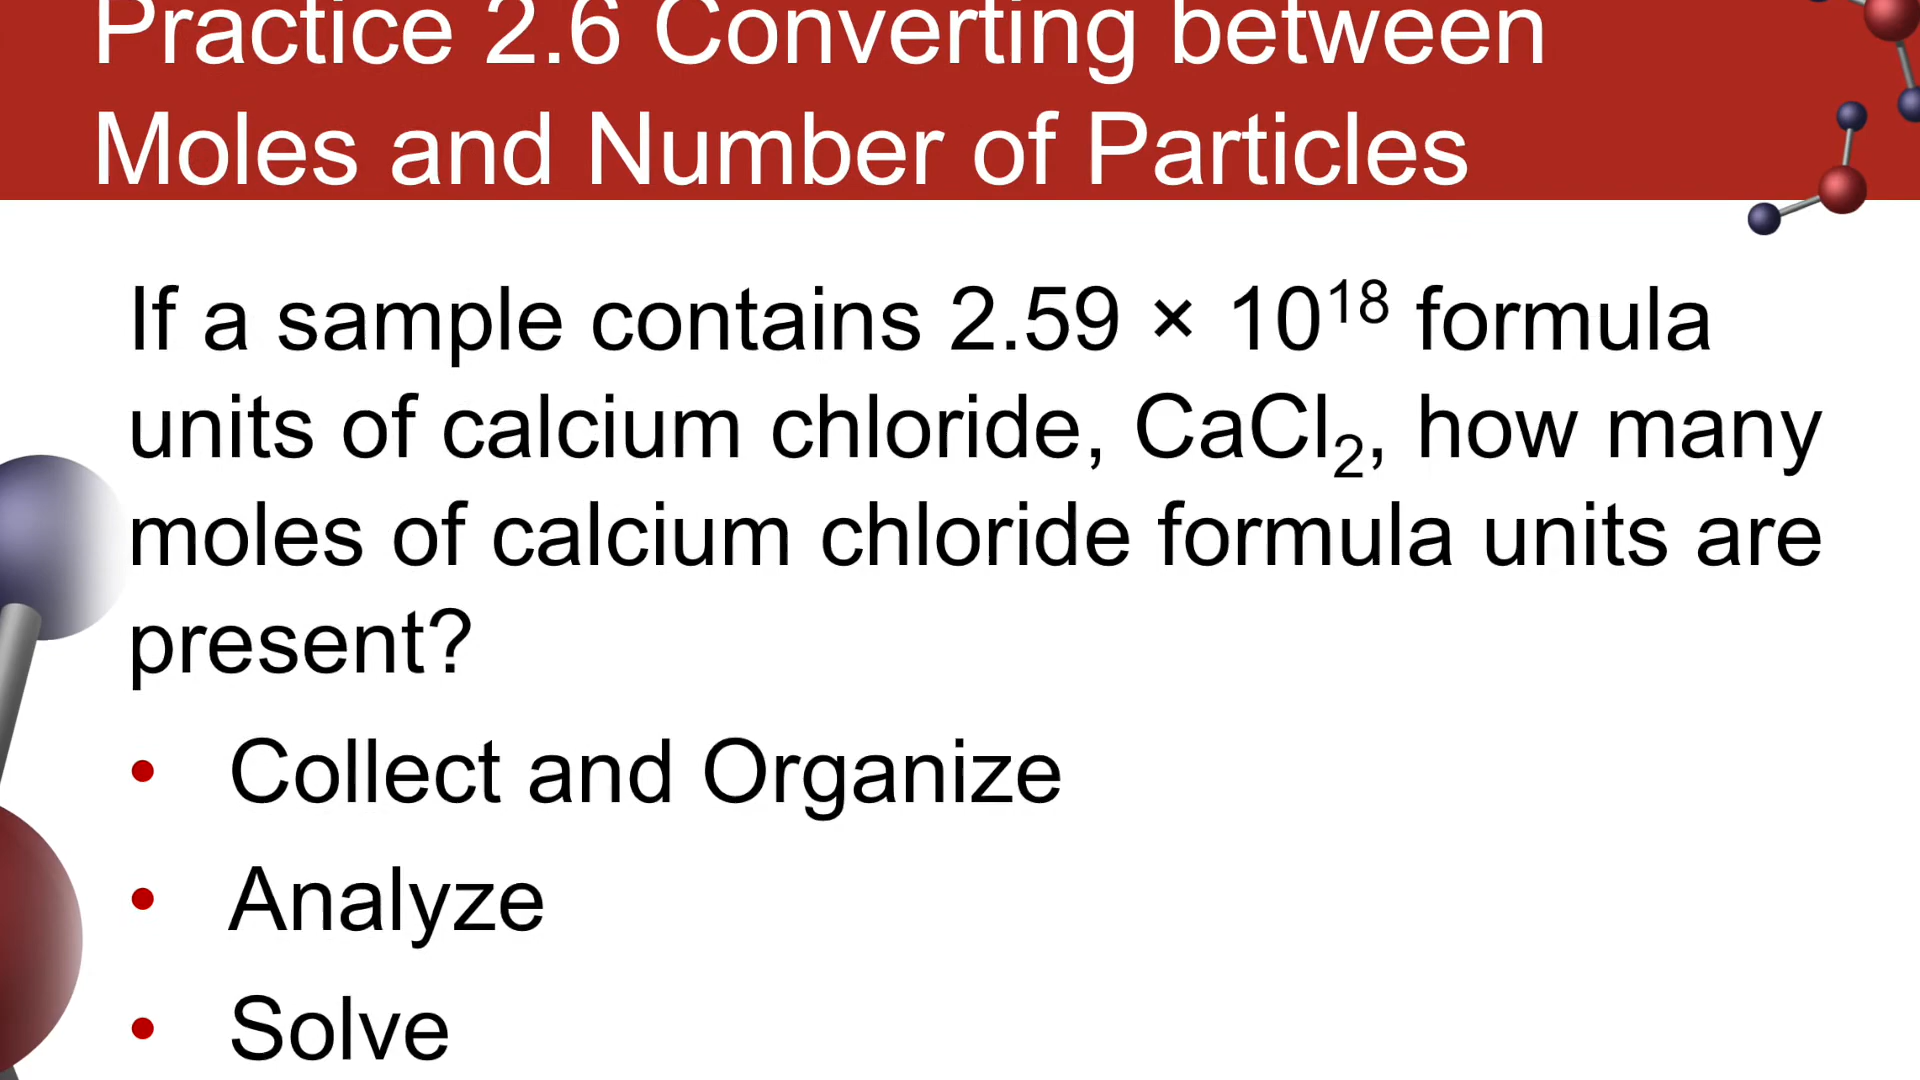 Practice 2.6 Converting between
Moles and Number of Particles
If a sample contains 2.59 × 10¹⁸ formula
units of calcium chloride, CaCl₂, how many
moles of calcium chloride formula units are
present?
• Collect and Organize
• Analyze
• Solve